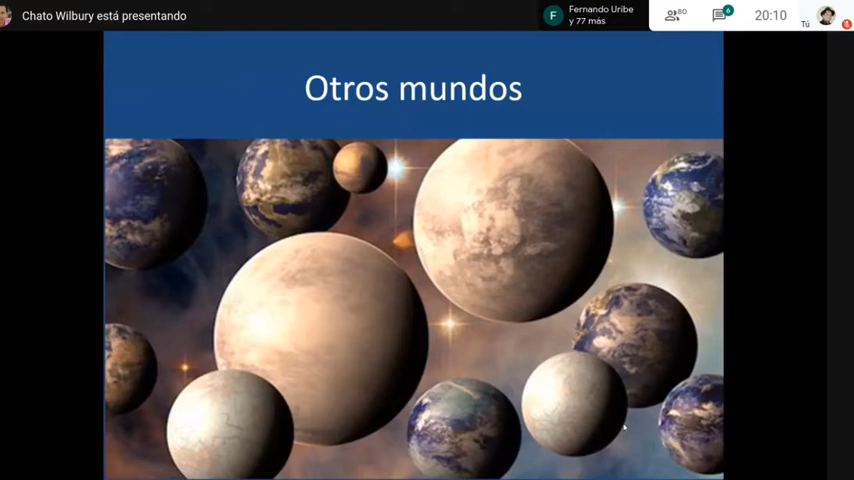 Chato Wilbury está presentando
F
Fernando Uribe
y 77 más
80
6
20:10
Tú
Otros mundos